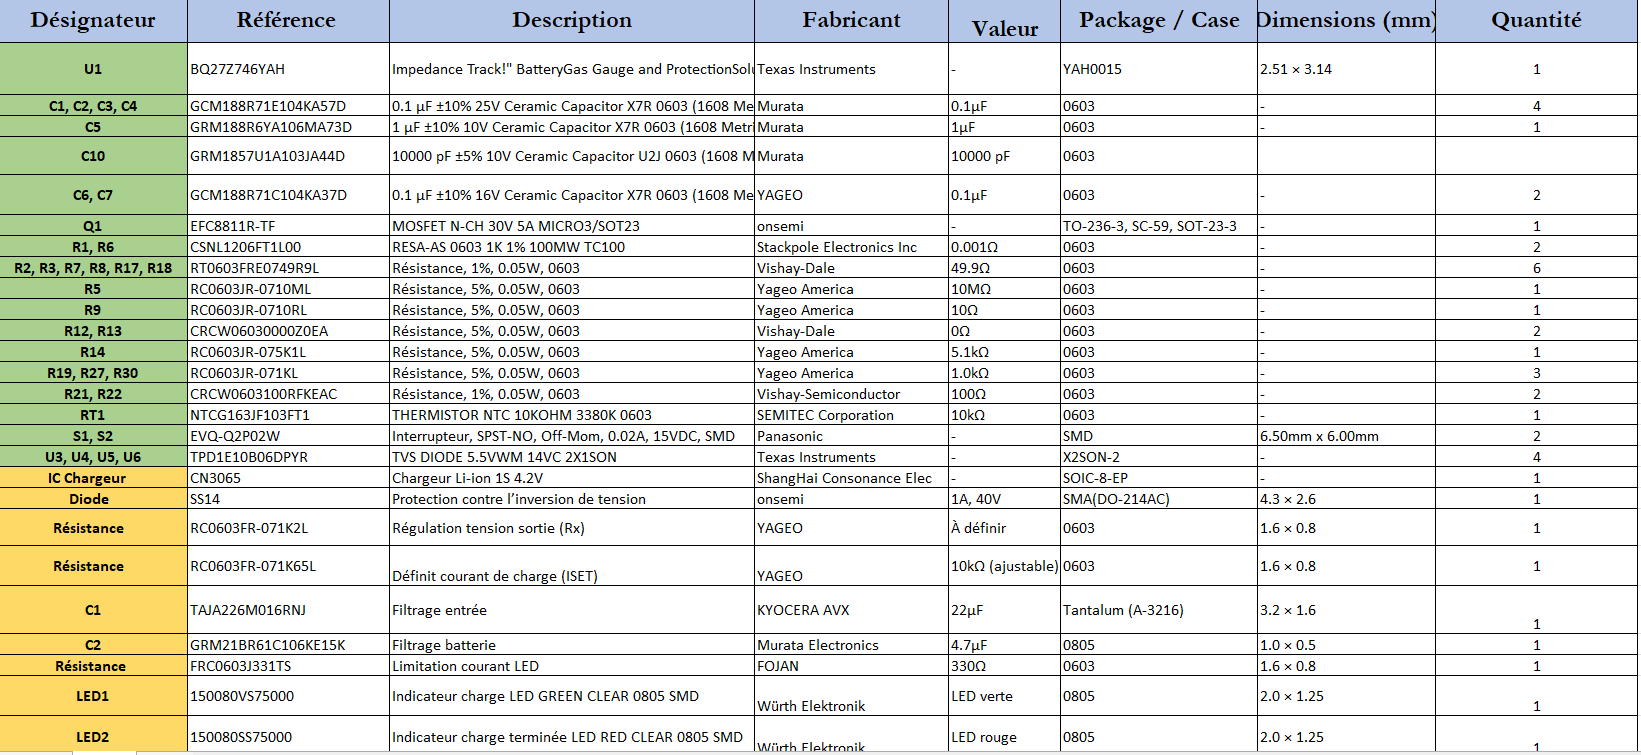 Désignateur Référence Description Fabricant Valeur Package / Case Dimensions (mm) Quantité
U1 BQ27Z746YAH Impedance Track!" BatteryGas Gauge and ProtectionSolu Texas Instruments - YAH0015 2.51 × 3.14 1
C1, C2, C3, C4 GCM188R71E104KA57D 0.1 µF ±10% 25V Ceramic Capacitor X7R 0603 (1608 Me Murata 0.1µF 0603 - 4
C5 GRM188R6YA106MA73D 1 µF ±10% 10V Ceramic Capacitor X7R 0603 (1608 Metri Murata 1µF 0603 - 1
C10 GRM1857U1A103JA44D 10000 pF ±5% 10V Ceramic Capacitor U2J 0603 (1608 M Murata 10000 pF 0603
C6, C7 GCM188R71C104KA37D 0.1 µF ±10% 16V Ceramic Capacitor X7R 0603 (1608 Me YAGEO 0.1µF 0603 - 2
Q1 EFC8811R-TF MOSFET N-CH 30V 5A MICRO3/SOT23 onsemi - TO-236-3, SC-59, SOT-23-3 - 1
R1, R6 CSNL1206FT1L00 RESA-AS 0603 1K 1% 100MW TC100 Stackpole Electronics Inc 0.001Ω 0603 - 2
R2, R3, R7, R8, R17, R18 RT0603FRE0749R9L Résistance, 1%, 0.05W, 0603 Vishay-Dale 49.9Ω 0603 - 6
R5 RC0603JR-0710ML Résistance, 5%, 0.05W, 0603 Yageo America 10MΩ 0603 - 1
R9 RC0603JR-0710RL Résistance, 5%, 0.05W, 0603 Yageo America 10Ω 0603 - 1
R12, R13 CRCW06030000Z0EA Résistance, 5%, 0.05W, 0603 Vishay-Dale 0Ω 0603 - 2
R14 RC0603JR-075K1L Résistance, 5%, 0.05W, 0603 Yageo America 5.1kΩ 0603 - 1
R19, R27, R30 RC0603JR-071KL Résistance, 5%, 0.05W, 0603 Yageo America 1.0kΩ 0603 - 3
R21, R22 CRCW0603100RFKEAC Résistance, 1%, 0.05W, 0603 Vishay-Semiconductor 100Ω 0603 - 2
RT1 NTCG163JF103FT1 THERMISTOR NTC 10KOHM 3380K 0603 SEMITEC Corporation 10kΩ 0603 - 1
S1, S2 EVQ-Q2P02W Interrupteur, SPST-NO, Off-Mom, 0.02A, 15VDC, SMD Panasonic - SMD 6.50mm x 6.00mm 2
U3, U4, U5, U6 TPD1E10B06DPYR TVS DIODE 5.5VWM 14VC 2X1SON Texas Instruments - X2SON-2 - 4
IC Chargeur CN3065 Chargeur Li-ion 1S 4.2V ShangHai Consonance Elec - SOIC-8-EP - 1
Diode SS14 Protection contre l’inversion de tension onsemi 1A, 40V SMA(DO-214AC) 4.3 × 2.6 1
Résistance RC0603FR-071K2L Régulation tension sortie (Rx) YAGEO À définir 0603 1.6 × 0.8 1
Résistance RC0603FR-071K65L Définit courant de charge (ISET) YAGEO 10kΩ (ajustable) 0603 1.6 × 0.8 1
C1 TAJA226M016RNJ Filtrage entrée KYOCERA AVX 22µF Tantalum (A-3216) 3.2 × 1.6 1
C2 GRM21BR61C106KE15K Filtrage batterie Murata Electronics 4.7µF 0805 1.0 × 0.5 1
Résistance FRC0603J331TS Limitation courant LED FOJAN 330Ω 0603 1.6 × 0.8 1
LED1 150080VS75000 Indicateur charge LED GREEN CLEAR 0805 SMD Würth Elektronik LED verte 0805 2.0 × 1.25 1
LED2 150080SS75000 Indicateur charge terminée LED RED CLEAR 0805 SMD Würth Elektronik LED rouge 0805 2.0 × 1.25 1